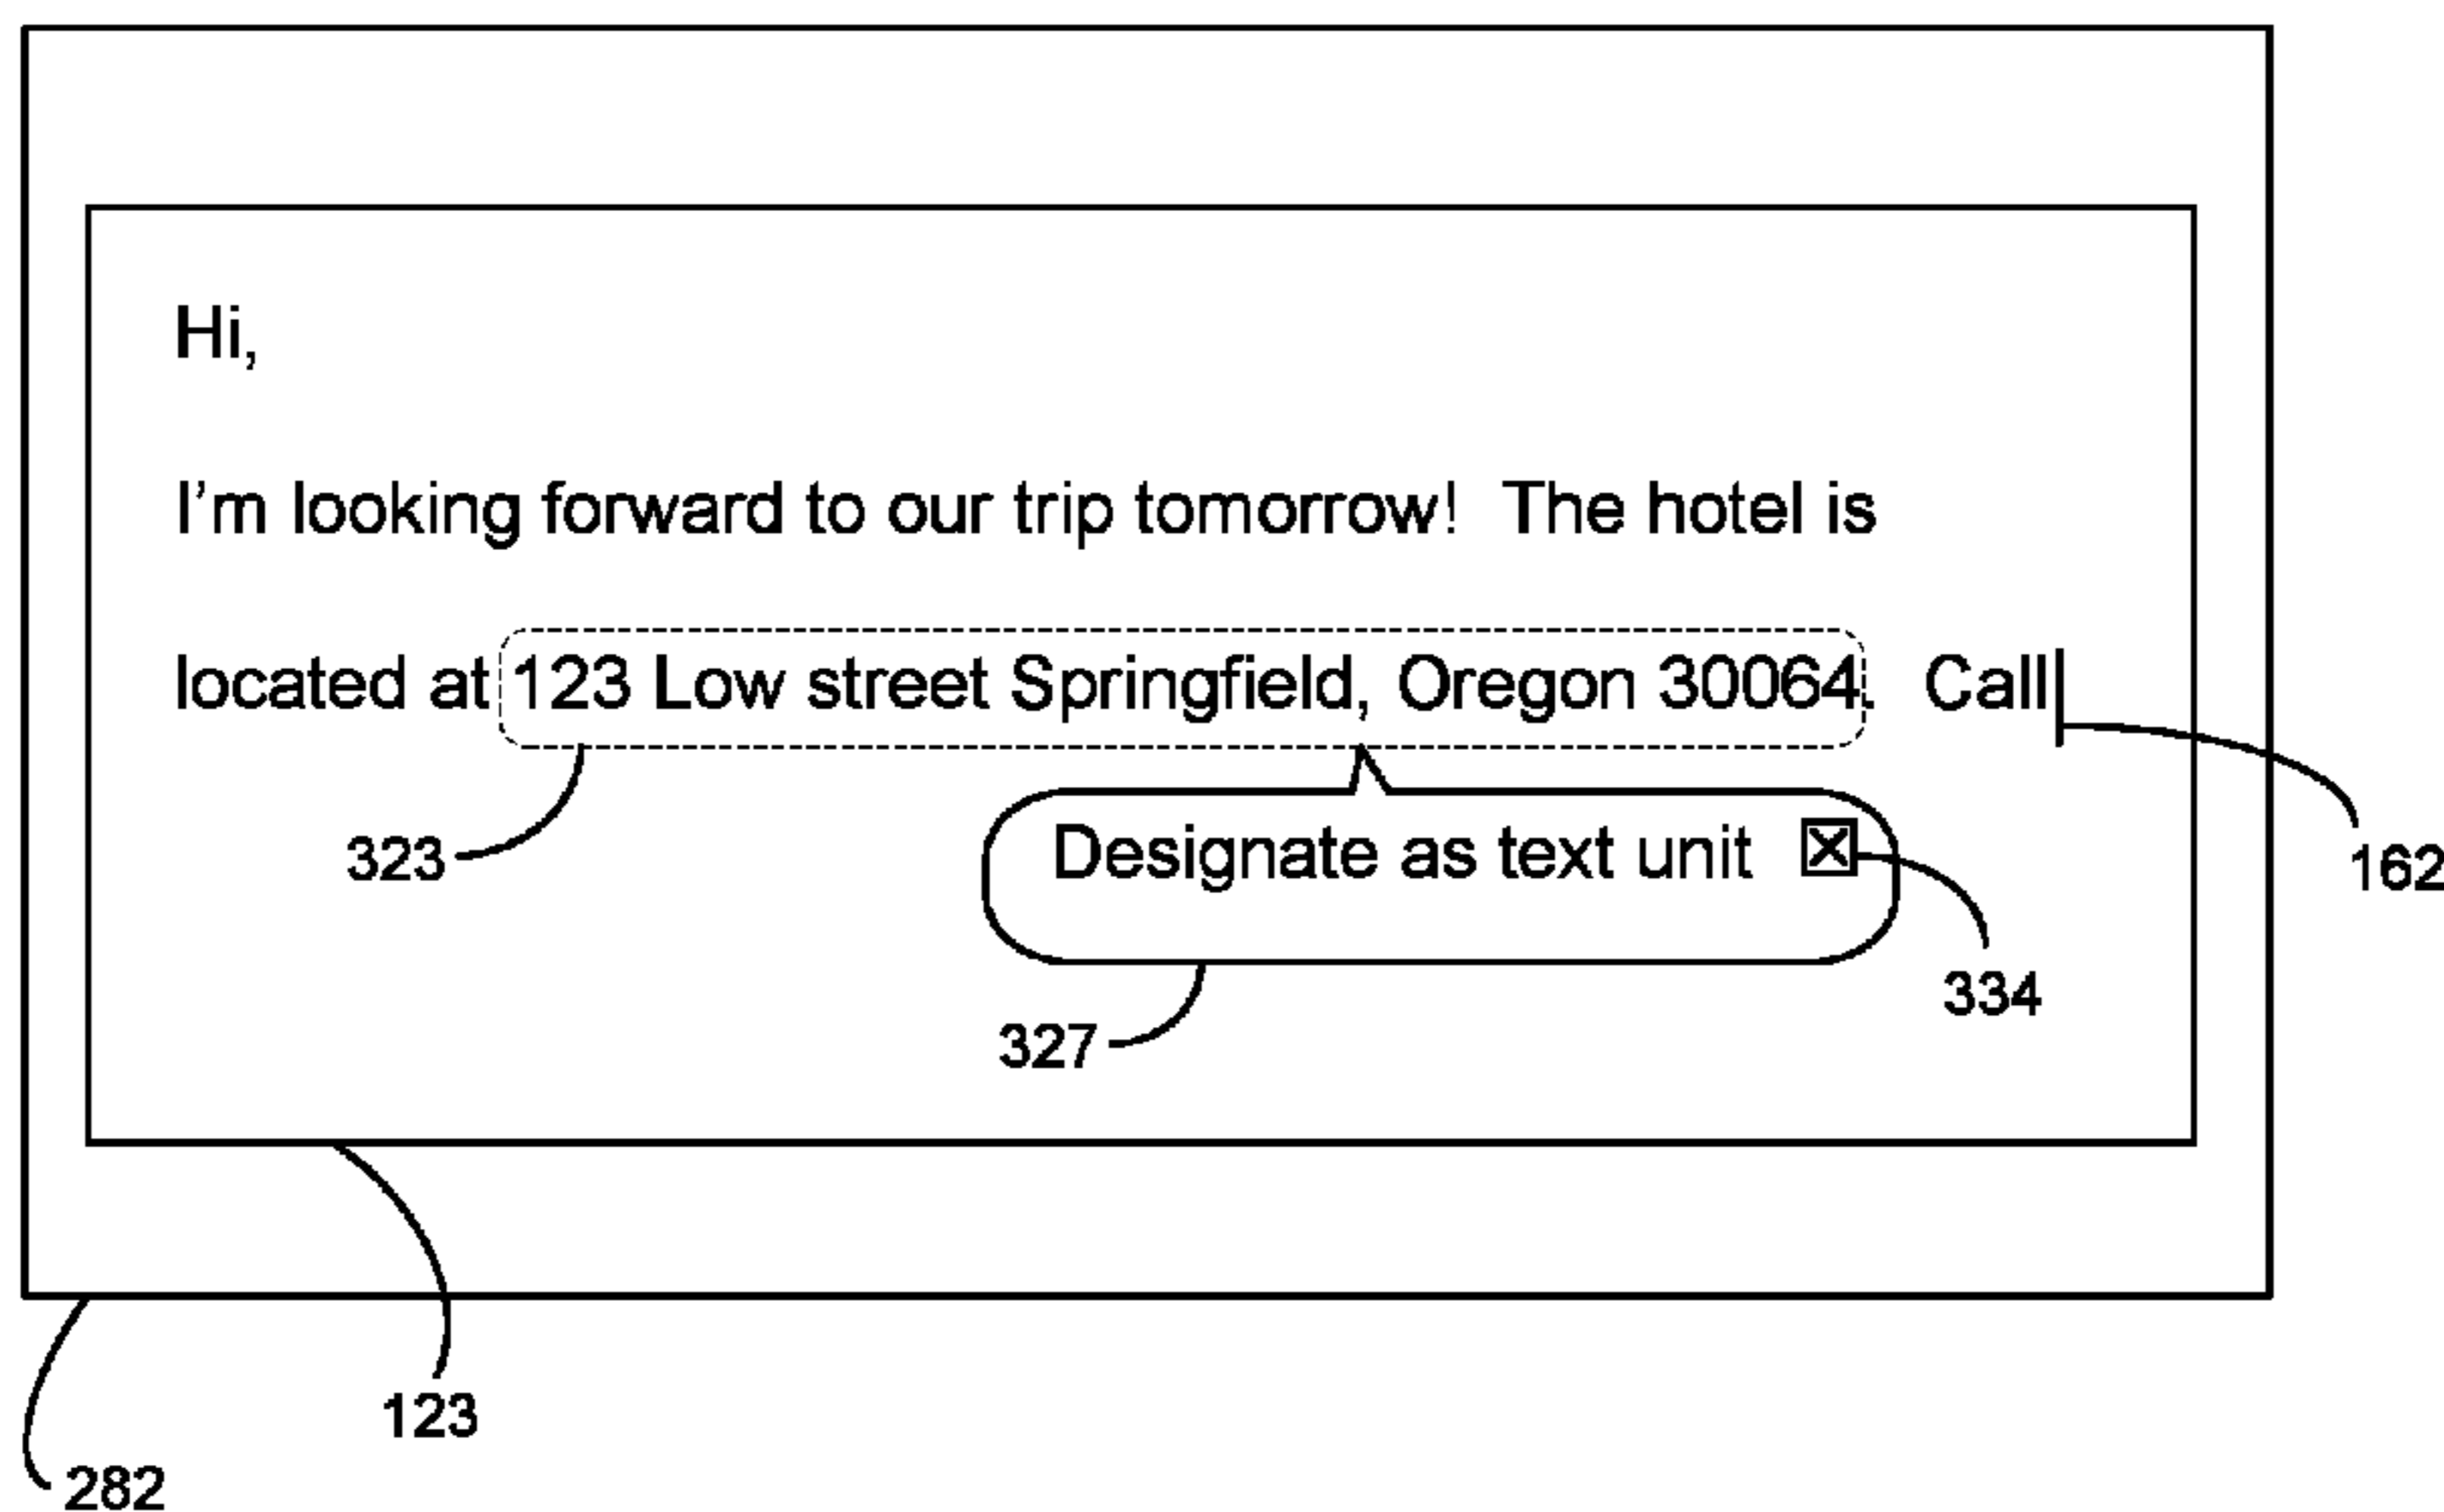 Hi,
I'm looking forward to our trip tomorrow!  The hotel is
located at 123 Low street Springfield, Oregon 30064.  Call
Designate as text unit
323
162
334
327
123
282